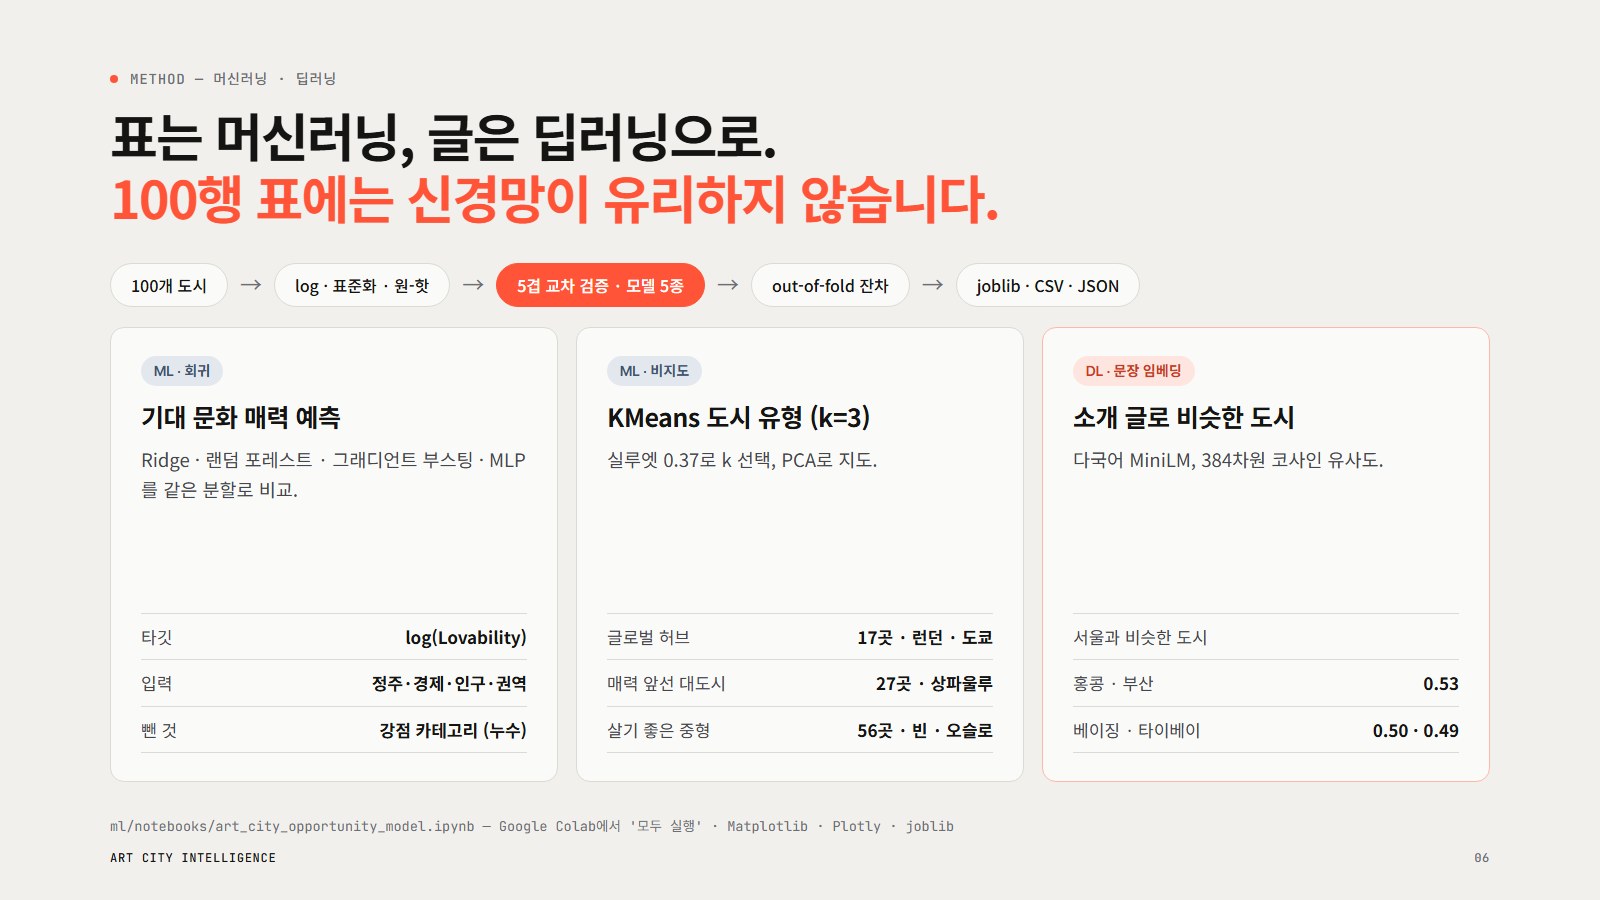 METHOD — 머신러닝 · 딥러닝
표는 머신러닝, 글은 딥러닝으로.
100행 표에는 신경망이 유리하지 않습니다.
100개 도시 → log · 표준화 · 원-핫 → 5겹 교차 검증 · 모델 5종 → out-of-fold 잔차 → joblib · CSV · JSON
ML · 회귀
기대 문화 매력 예측
Ridge · 랜덤 포레스트 · 그래디언트 부스팅 · MLP
를 같은 분할로 비교.
타깃 log(Lovability)
입력 정주·경제·인구·권역
뺀 것 강점 카테고리 (누수)
ML · 비지도
KMeans 도시 유형 (k=3)
실루엣 0.37로 k 선택, PCA로 지도.
글로벌 허브 17곳 · 런던 · 도쿄
매력 앞선 대도시 27곳 · 상파울루
살기 좋은 중형 56곳 · 빈 · 오슬로
DL · 문장 임베딩
소개 글로 비슷한 도시
다국어 MiniLM, 384차원 코사인 유사도.
서울과 비슷한 도시
홍콩 · 부산 0.53
베이징 · 타이베이 0.50 · 0.49
ml/notebooks/art_city_opportunity_model.ipynb — Google Colab에서 '모두 실행' · Matplotlib · Plotly · joblib
ART CITY INTELLIGENCE 06